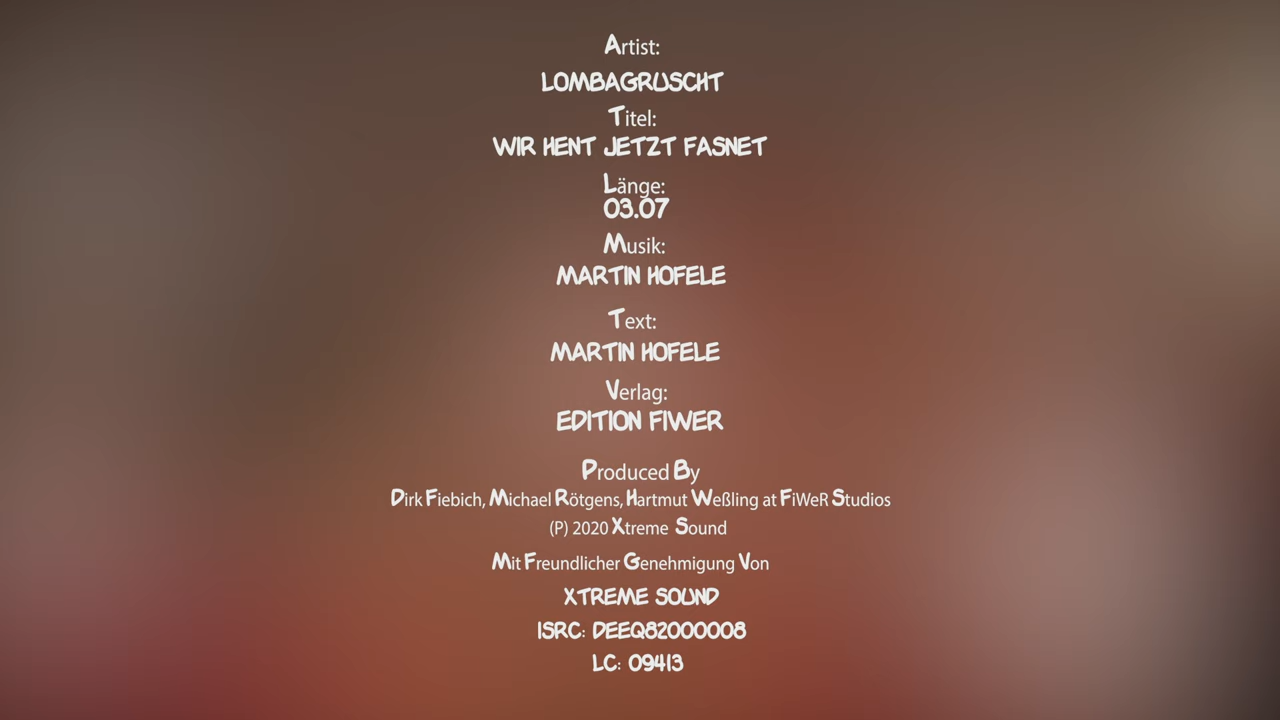 Artist:
LOMBAGRUSCHT
Titel:
WIR HENT JETZT FASNET
Länge:
03.07
Musik:
MARTIN HOFELE
Text:
MARTIN HOFELE
Verlag:
EDITION FIWER
Produced By
Dirk Fiebich, Michael Rötgens, Hartmut Weßling at FiWeR Studios
(P) 2020 Xtreme Sound
Mit Freundlicher Genehmigung Von
XTREME SOUND
ISRC: DEEQ82000008
LC: 09413